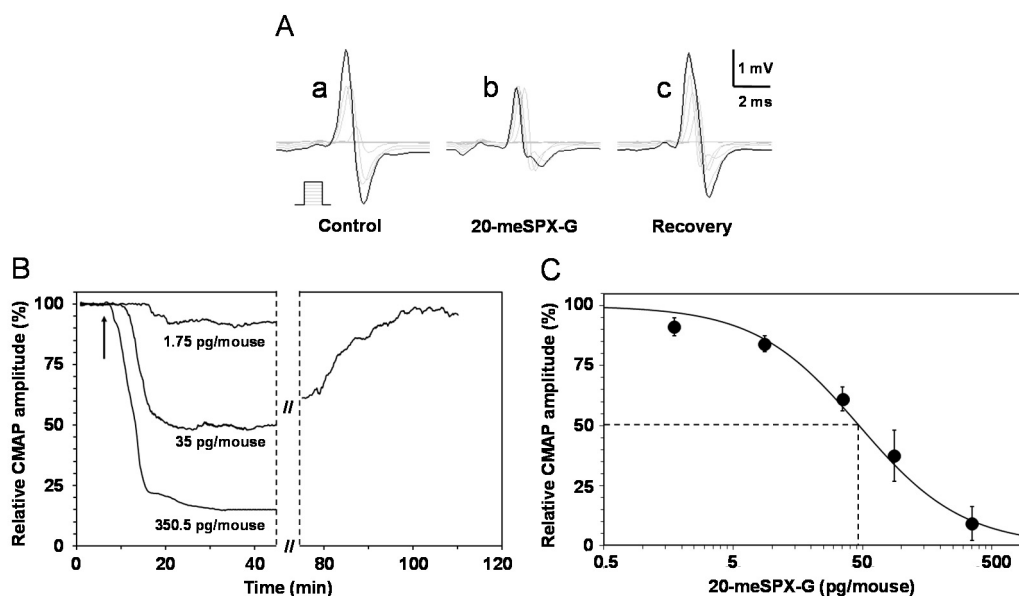 A
a
b
c
1 mV
2 ms
Control
20-meSPX-G
Recovery
B
Relative CMAP amplitude (%)
100
75
50
25
0
1.75 pg/mouse
35 pg/mouse
350.5 pg/mouse
//
//
0 10 20 30 40 80 100 120
Time (min)
C
Relative CMAP amplitude (%)
100
75
50
25
0
0.5 5 50 500
20-meSPX-G (pg/mouse)